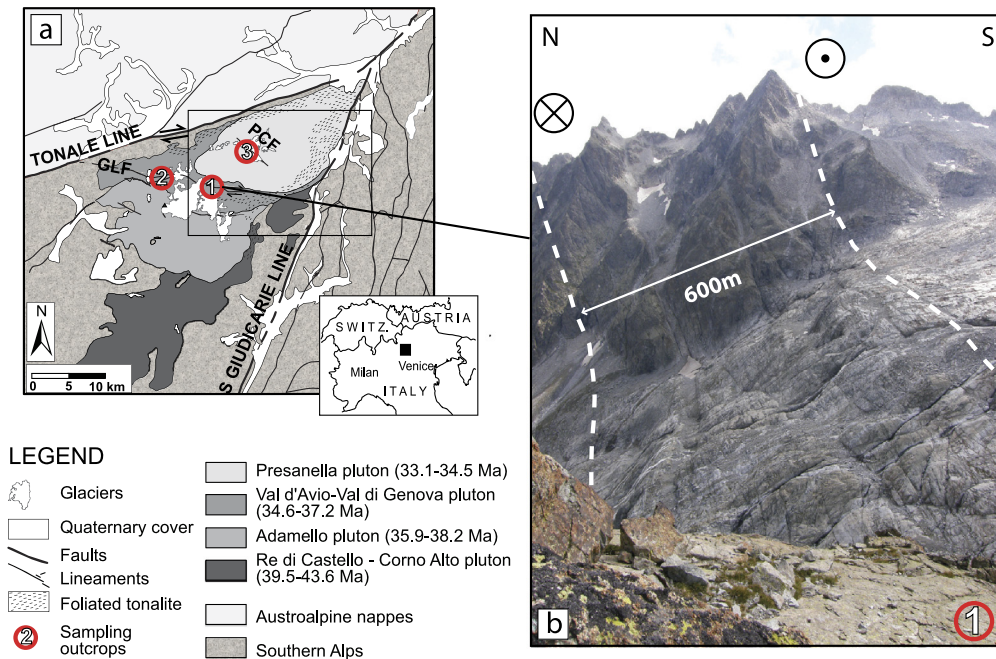 a
TONALE LINE
GLF
PCF
2
3
1
S GIUDICARIE LINE
N
0 5 10 km
SWITZ.
AUSTRIA
Milan
Venice
ITALY
LEGEND
Glaciers
Quaternary cover
Faults
Lineaments
Foliated tonalite
2 Sampling
outcrops
Presanella pluton (33.1-34.5 Ma)
Val d'Avio-Val di Genova pluton
(34.6-37.2 Ma)
Adamello pluton (35.9-38.2 Ma)
Re di Castello - Corno Alto pluton
(39.5-43.6 Ma)
Austroalpine nappes
Southern Alps
N
S
600m
b
1